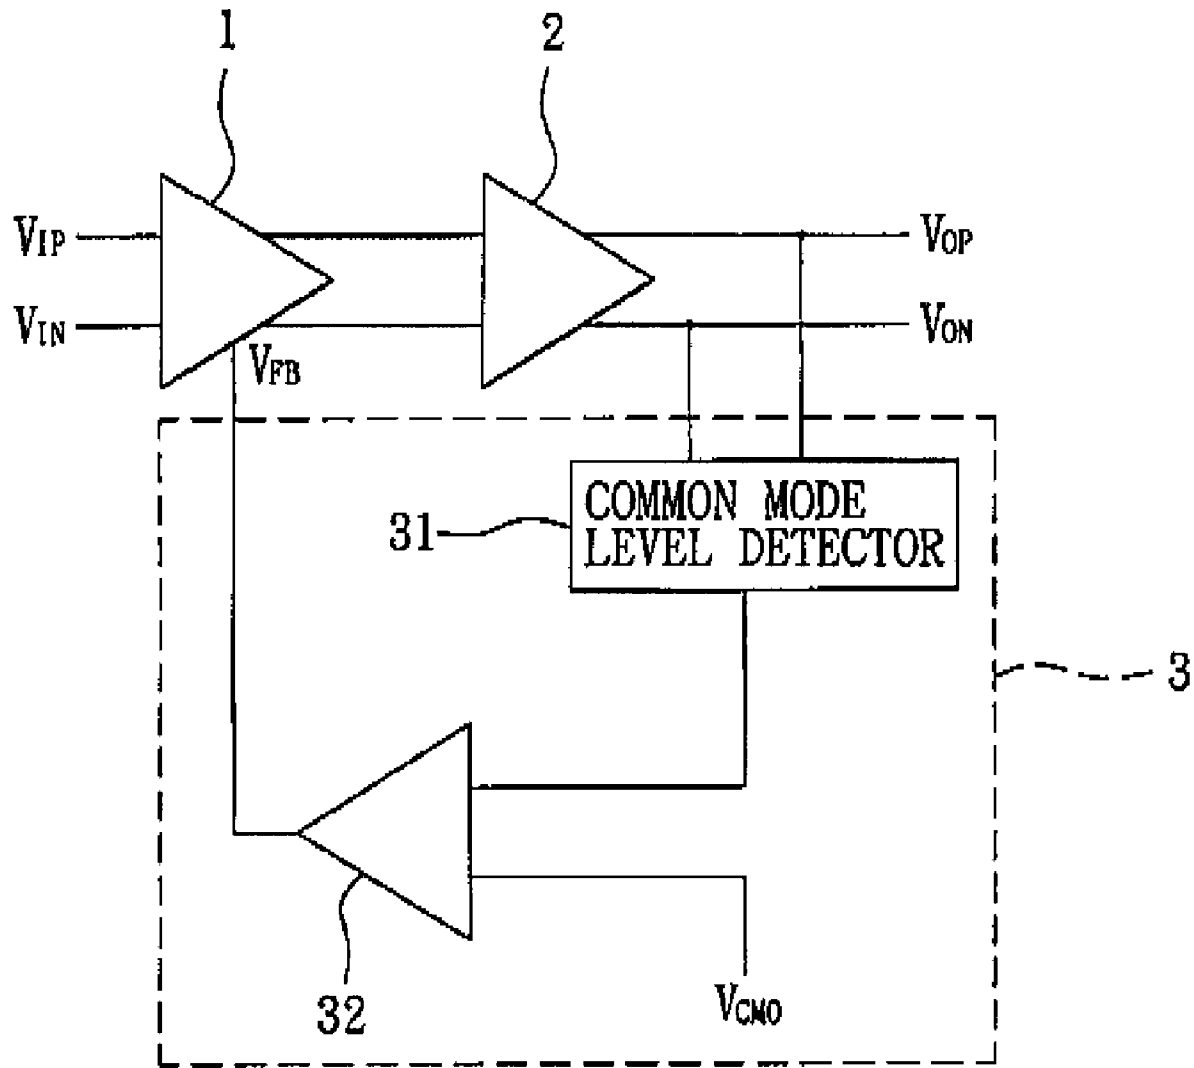 1
2
VIP
VOP
VIN
VON
VFB
COMMON MODE
LEVEL DETECTOR
31
3
32
VCMO